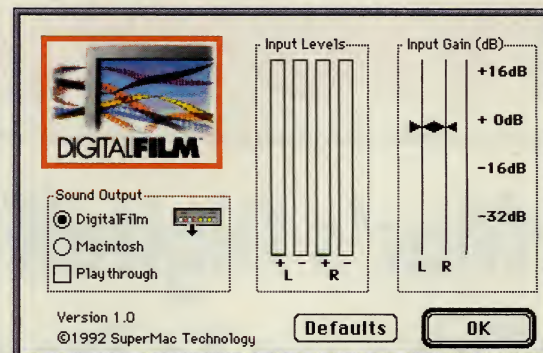 DIGITALFILM™
Sound Output
DigitalFilm
Macintosh
Playthrough
Version 1.0
©1992 SuperMac Technology
Input Levels
+ - + -
L R
Input Gain (dB)
+16dB
+ 0dB
-16dB
-32dB
L R
Defaults
OK